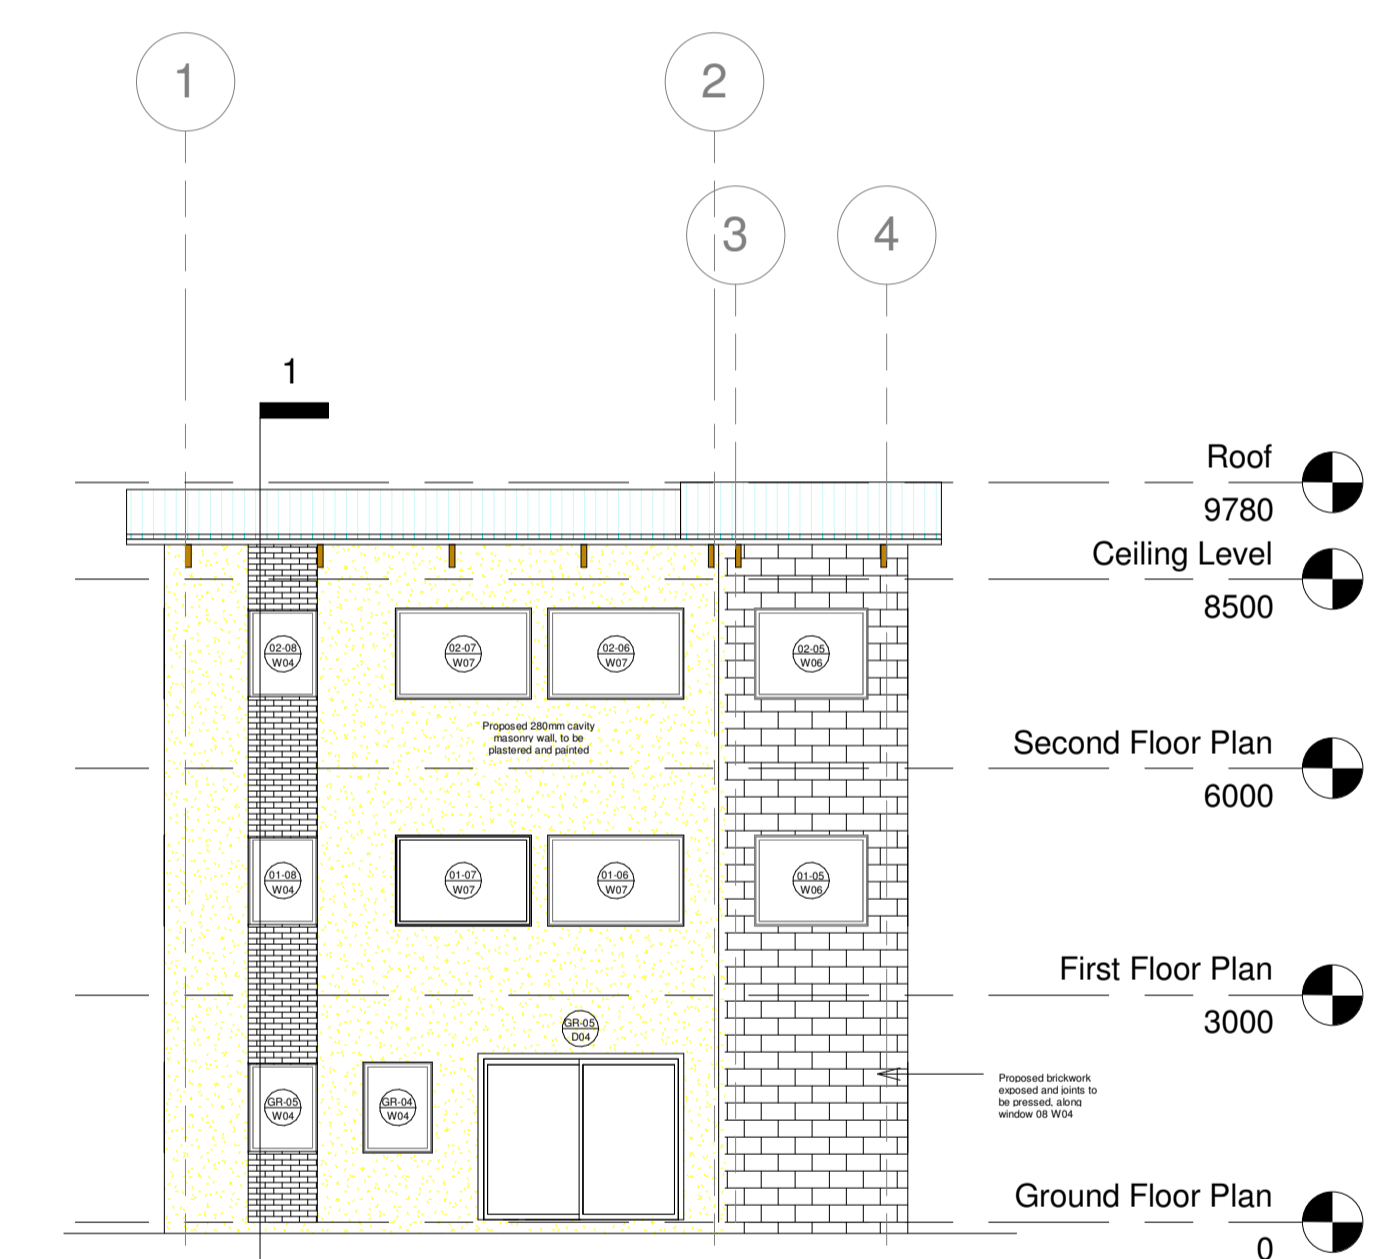 1
2
3
4
1
Roof
9780
Ceiling Level
8500
02-08
W04
02-07
W07
02-06
W07
02-05
W06
Proposed 280mm cavity
masonry wall, to be
plastered and painted
Second Floor Plan
6000
01-08
W04
01-07
W07
01-06
W07
01-05
W06
First Floor Plan
3000
GR-05
D04
Proposed brickwork
exposed and joints to
be pressed, along
window 08 W04
GR-05
W04
GR-04
W04
Ground Floor Plan
0